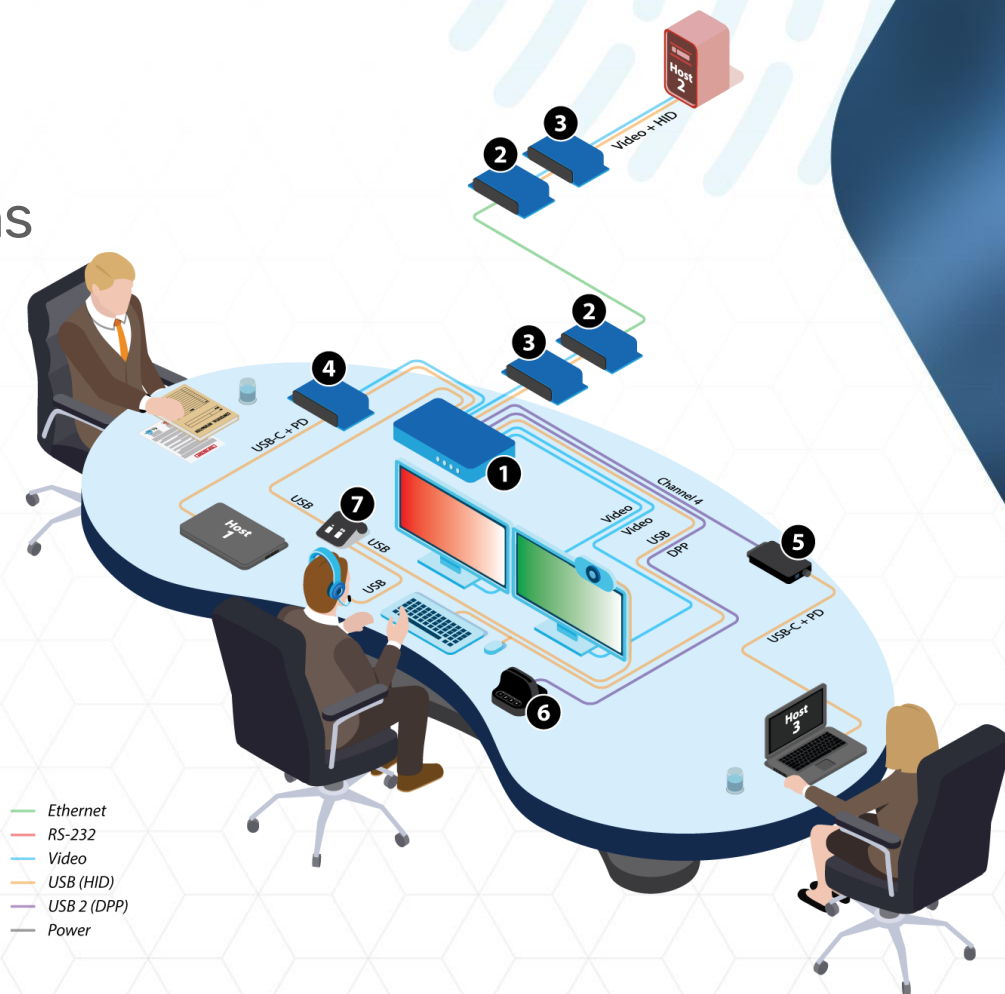 ns
Host
2
3
Video + HID
2
2
3
4
USB-C + PD
1
Channel 4
USB
7
Video
Video
USB
DPP
Host
1
USB
5
USB
USB-C + PD
6
Host
3
Ethernet
RS-232
Video
USB (HID)
USB 2 (DPP)
Power